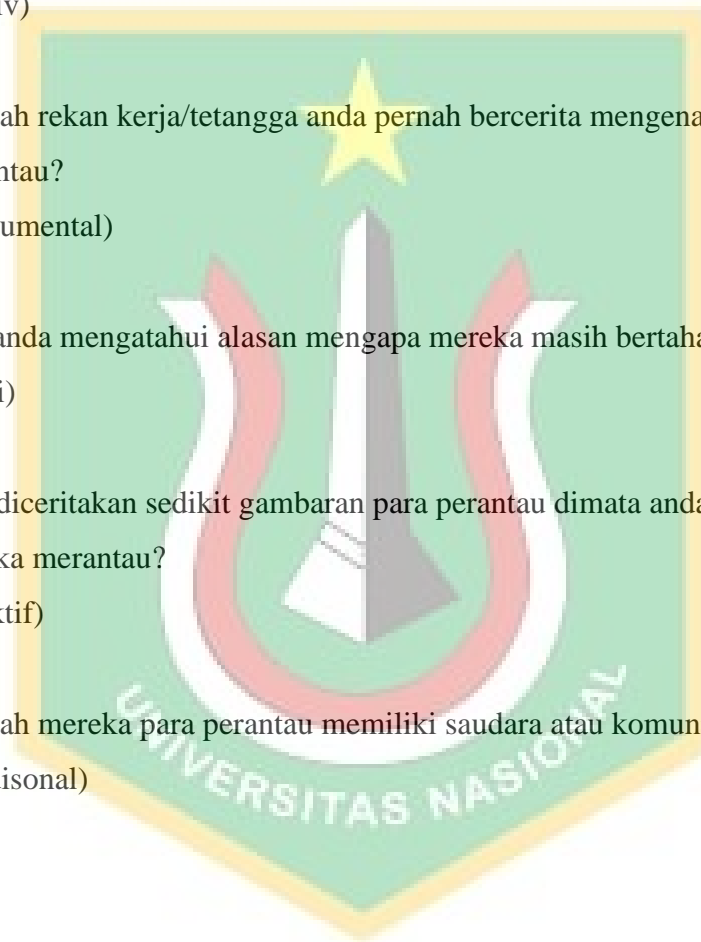 iv)
ah rekan kerja/tetangga anda pernah bercerita mengena
ntau?
umental)
anda mengatahui alasan mengapa mereka masih bertaha
i)
diceritakan sedikit gambaran para perantau dimata anda
ka merantau?
ktif)
ah mereka para perantau memiliki saudara atau komun
disonal)
UNIVERSITAS NASIONAL